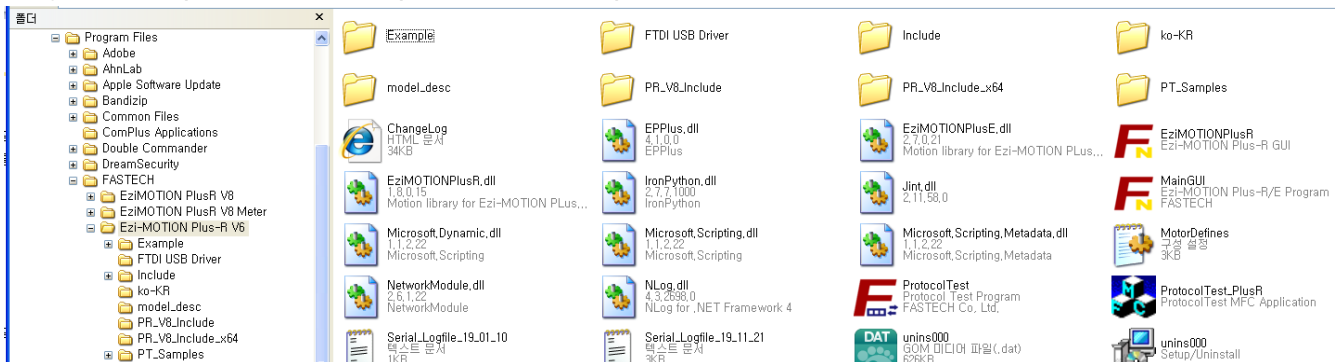 폴더
Program Files
Adobe
AhnLab
Apple Software Update
Bandizip
Common Files
ComPlus Applications
Double Commander
DreamSecurity
FASTECH
EziMOTION PlusR V8
EziMOTION PlusR V8 Meter
Ezi-MOTION Plus-R V6
Example
FTDI USB Driver
Include
ko-KR
model_desc
PR_V8_Include
PR_V8_Include_x64
PT_Samples
Example
FTDI USB Driver
Include
ko-KR
model_desc
PR_V8_Include
PR_V8_Include_x64
PT_Samples
ChangeLog
HTML 문서
34KB
EPPlus.dll
4.1.0.0
EPPlus
EziMOTIONPlusE.dll
2.7.0.21
Motion library for Ezi-MOTION PLus...
EziMOTIONPlusR
Ezi-MOTION Plus-R GUI
EziMOTIONPlusR.dll
1.8.0.15
Motion library for Ezi-MOTION PLus...
IronPython.dll
2.7.7.1000
IronPython
Jint.dll
2.11.58.0
MainGUI
Ezi-MOTION Plus-R/E Program
FASTECH
Microsoft.Dynamic.dll
1.1.2.22
Microsoft.Scripting
Microsoft.Scripting.dll
1.1.2.22
Microsoft.Scripting
Microsoft.Scripting.Metadata.dll
1.1.2.22
Microsoft.Scripting.Metadata
MotorDefines
구성 설정
3KB
NetworkModule.dll
2.6.1.22
NetworkModule
NLog.dll
4.3.2698.0
NLog for .NET Framework 4
ProtocolTest
Protocol Test Program
FASTECH Co, Ltd.
ProtocolTest_PlusR
ProtocolTest MFC Application
Serial_Logfile_19_01_10
텍스트 문서
1KB
Serial_Logfile_19_11_21
텍스트 문서
3KB
DAT
unins000
GOM 미디어 파일(.dat)
626KB
unins000
Setup/Uninstall